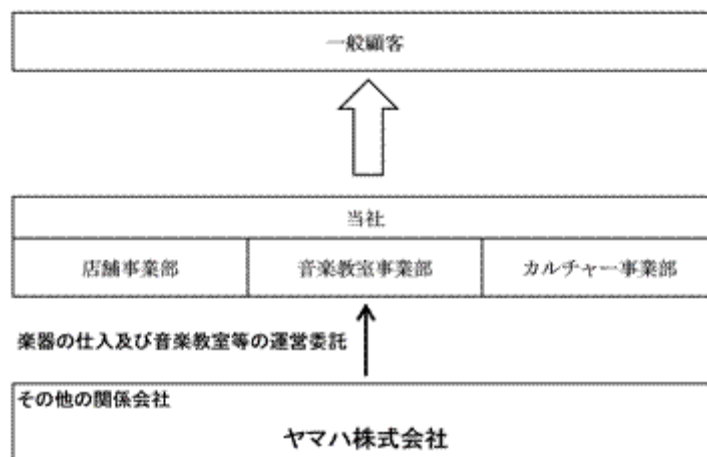 一般顧客
当社
店舗事業部 音楽教室事業部 カルチャー事業部
楽器の仕入及び音楽教室等の運営委託
その他の関係会社
ヤマハ株式会社